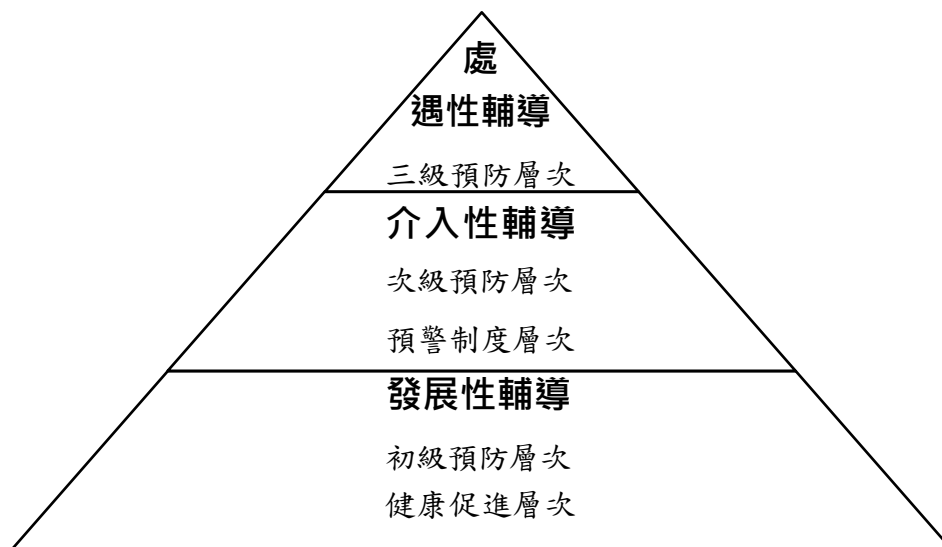 處
遇性輔導
三級預防層次
介入性輔導
次級預防層次
預警制度層次
發展性輔導
初級預防層次
健康促進層次